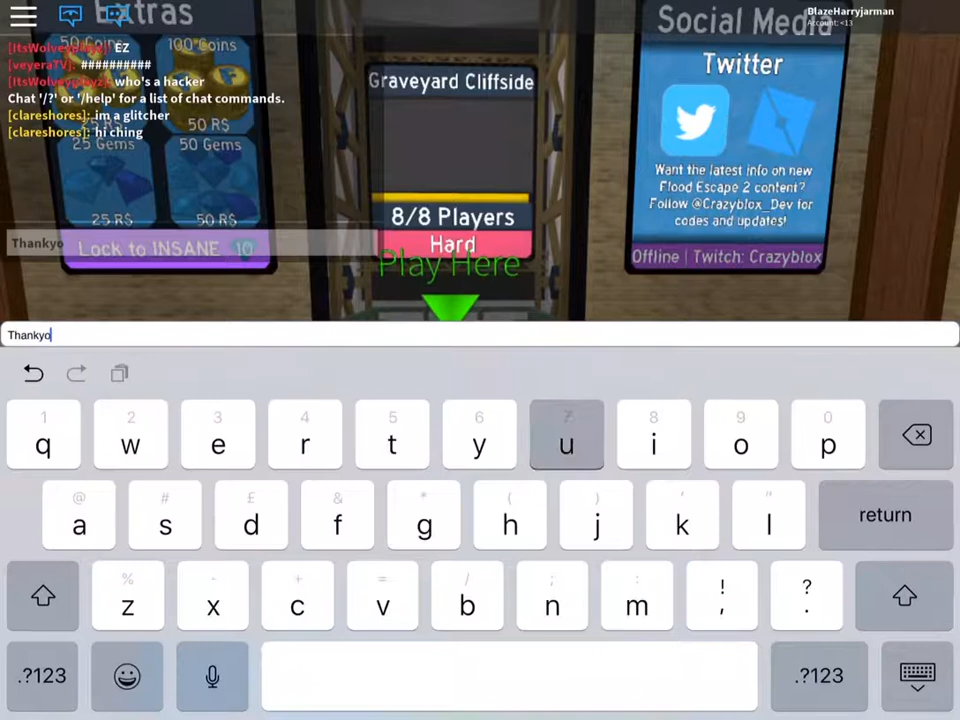 Extras
BlazeHarryjarman
Account: <13
50 Coins
100 Coins
EZ
[veyeraTV]: ##########
who's a hacker
Chat '/?' or '/help' for a list of chat commands.
[clareshores]: im a glitcher
50 R$
[clareshores]: hi ching
25 Gems
50 Gems
25 R$
50 R$
Lock to INSANE 10
Graveyard Cliffside
8/8 Players
Hard
Play Here
Social Media
Twitter
Want the latest info on new
Flood Escape 2 content?
Follow @Crazyblox_Dev for
codes and updates!
Offline | Twitch: Crazyblox
Thankyo
Thankyo
1 2 3 4 5 6 7 8 9 0
q w e r t y u i o p
@ # £ & * ( ) ' "
a s d f g h j k l return
% - + = / ; : ! ?
z x c v b n m , .
.?123 .?123